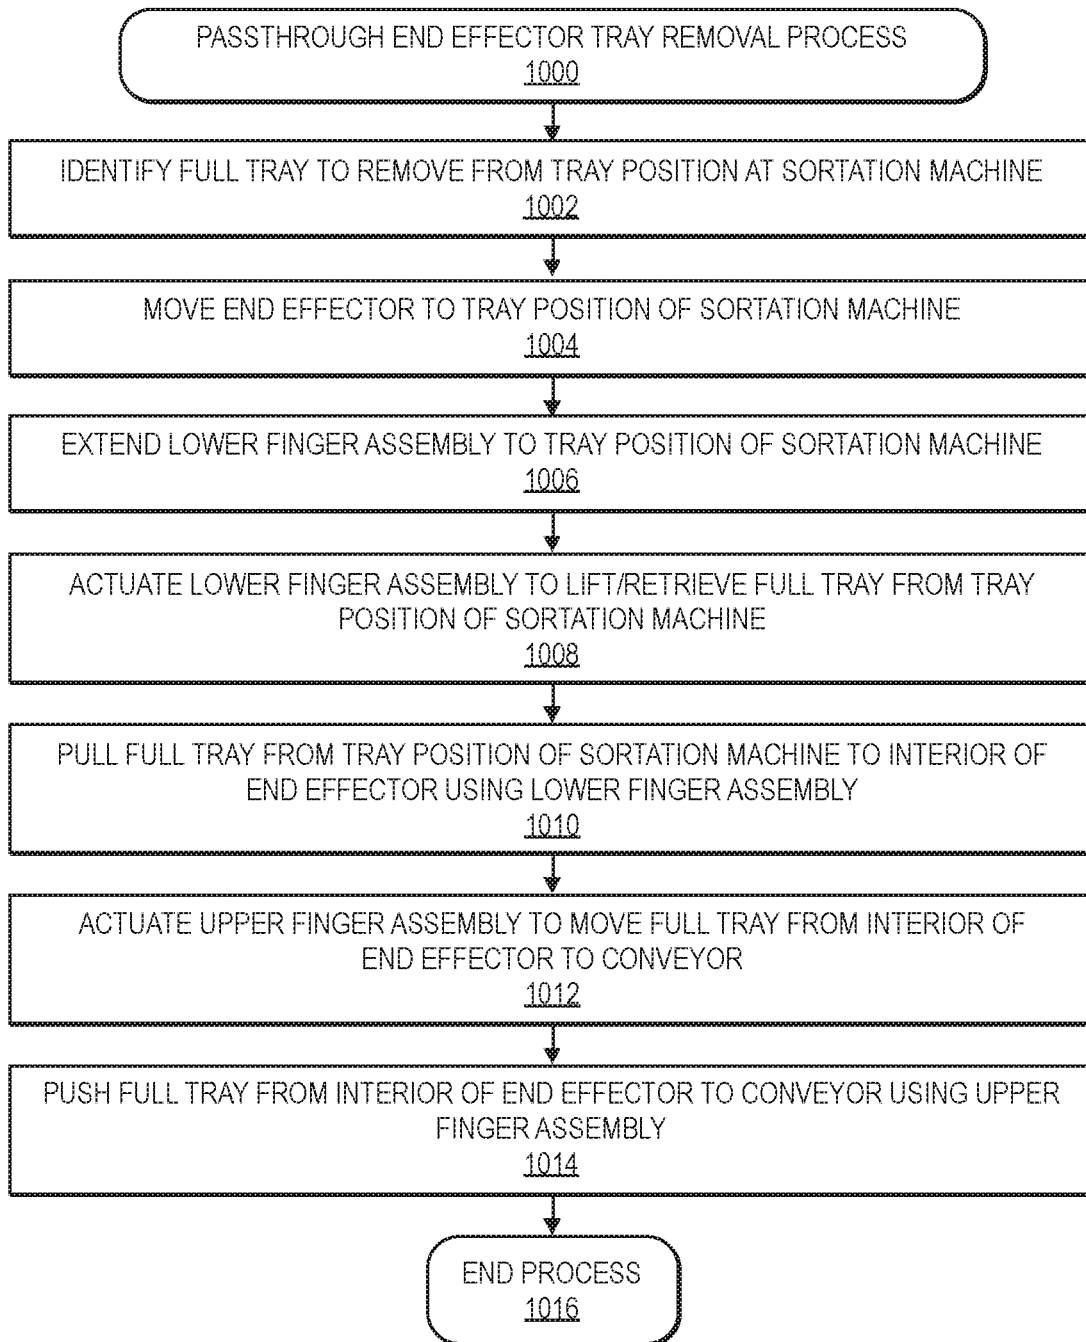 PASSTHROUGH END EFFECTOR TRAY REMOVAL PROCESS
1000
IDENTIFY FULL TRAY TO REMOVE FROM TRAY POSITION AT SORTATION MACHINE
1002
MOVE END EFFECTOR TO TRAY POSITION OF SORTATION MACHINE
1004
EXTEND LOWER FINGER ASSEMBLY TO TRAY POSITION OF SORTATION MACHINE
1006
ACTUATE LOWER FINGER ASSEMBLY TO LIFT/RETRIEVE FULL TRAY FROM TRAY
POSITION OF SORTATION MACHINE
1008
PULL FULL TRAY FROM TRAY POSITION OF SORTATION MACHINE TO INTERIOR OF
END EFFECTOR USING LOWER FINGER ASSEMBLY
1010
ACTUATE UPPER FINGER ASSEMBLY TO MOVE FULL TRAY FROM INTERIOR OF
END EFFECTOR TO CONVEYOR
1012
PUSH FULL TRAY FROM INTERIOR OF END EFFECTOR TO CONVEYOR USING UPPER
FINGER ASSEMBLY
1014
END PROCESS
1016